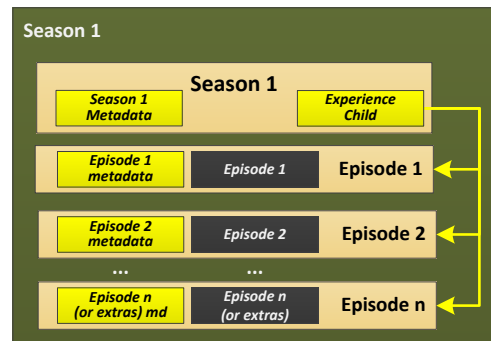 Season 1
Season 1
Season 1
Metadata
Experience
Child
Episode 1
metadata
Episode 1
Episode 1
Episode 2
metadata
Episode 2
Episode 2
... ...
Episode n
(or extras) md
Episode n
(or extras)
Episode n